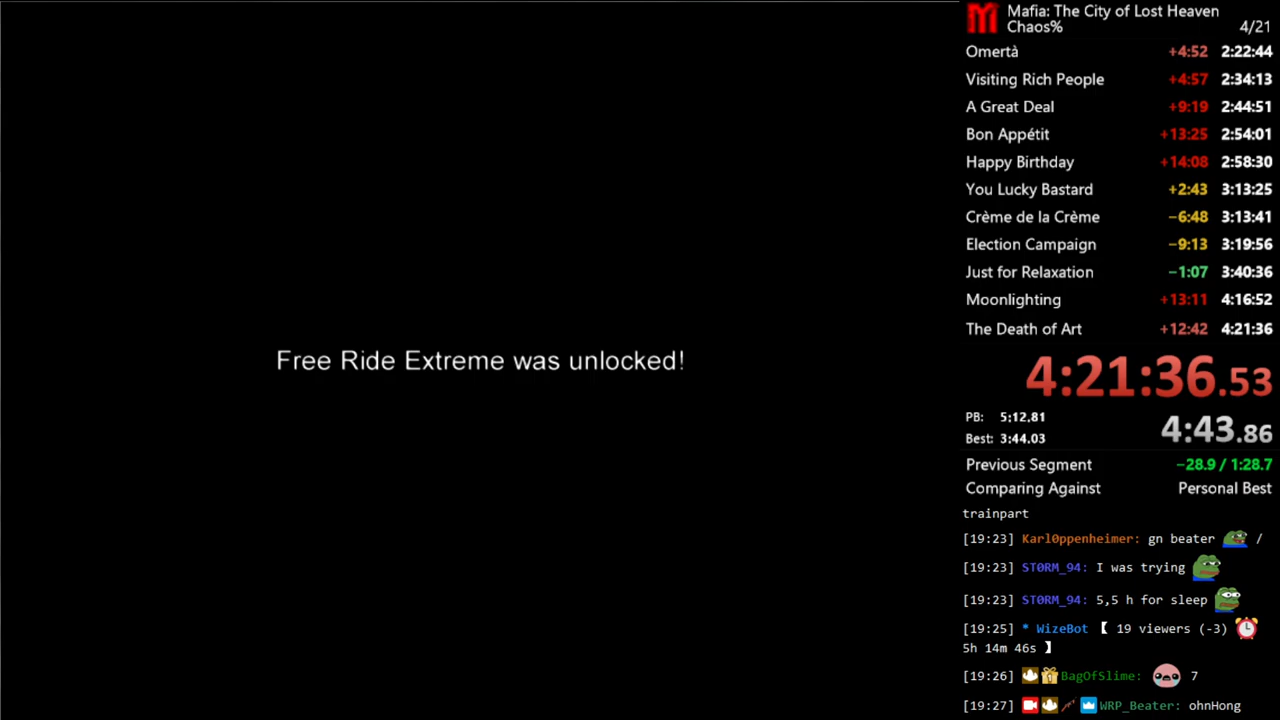 Mafia: The City of Lost Heaven
Chaos% 4/21
Omertà +4:52 2:22:44
Visiting Rich People +4:57 2:34:13
A Great Deal +9:19 2:44:51
Bon Appétit +13:25 2:54:01
Happy Birthday +14:08 2:58:30
You Lucky Bastard +2:43 3:13:25
Crème de la Crème −6:48 3:13:41
Election Campaign −9:13 3:19:56
Just for Relaxation −1:07 3:40:36
Moonlighting +13:11 4:16:52
The Death of Art +12:42 4:21:36
4:21:36.53
PB: 5:12.81
Best: 3:44.03
4:43.86
Previous Segment −28.9 / 1:28.7
Comparing Against Personal Best
Free Ride Extreme was unlocked!
trainpart
[19:23] Karl0ppenheimer: gn beater /
[19:23] ST0RM_94: I was trying
[19:23] ST0RM_94: 5,5 h for sleep
[19:25] * WizeBot 【 19 viewers (-3)
5h 14m 46s 】
[19:26] BagOfSlime: 7
[19:27] WRP_Beater: ohnHong